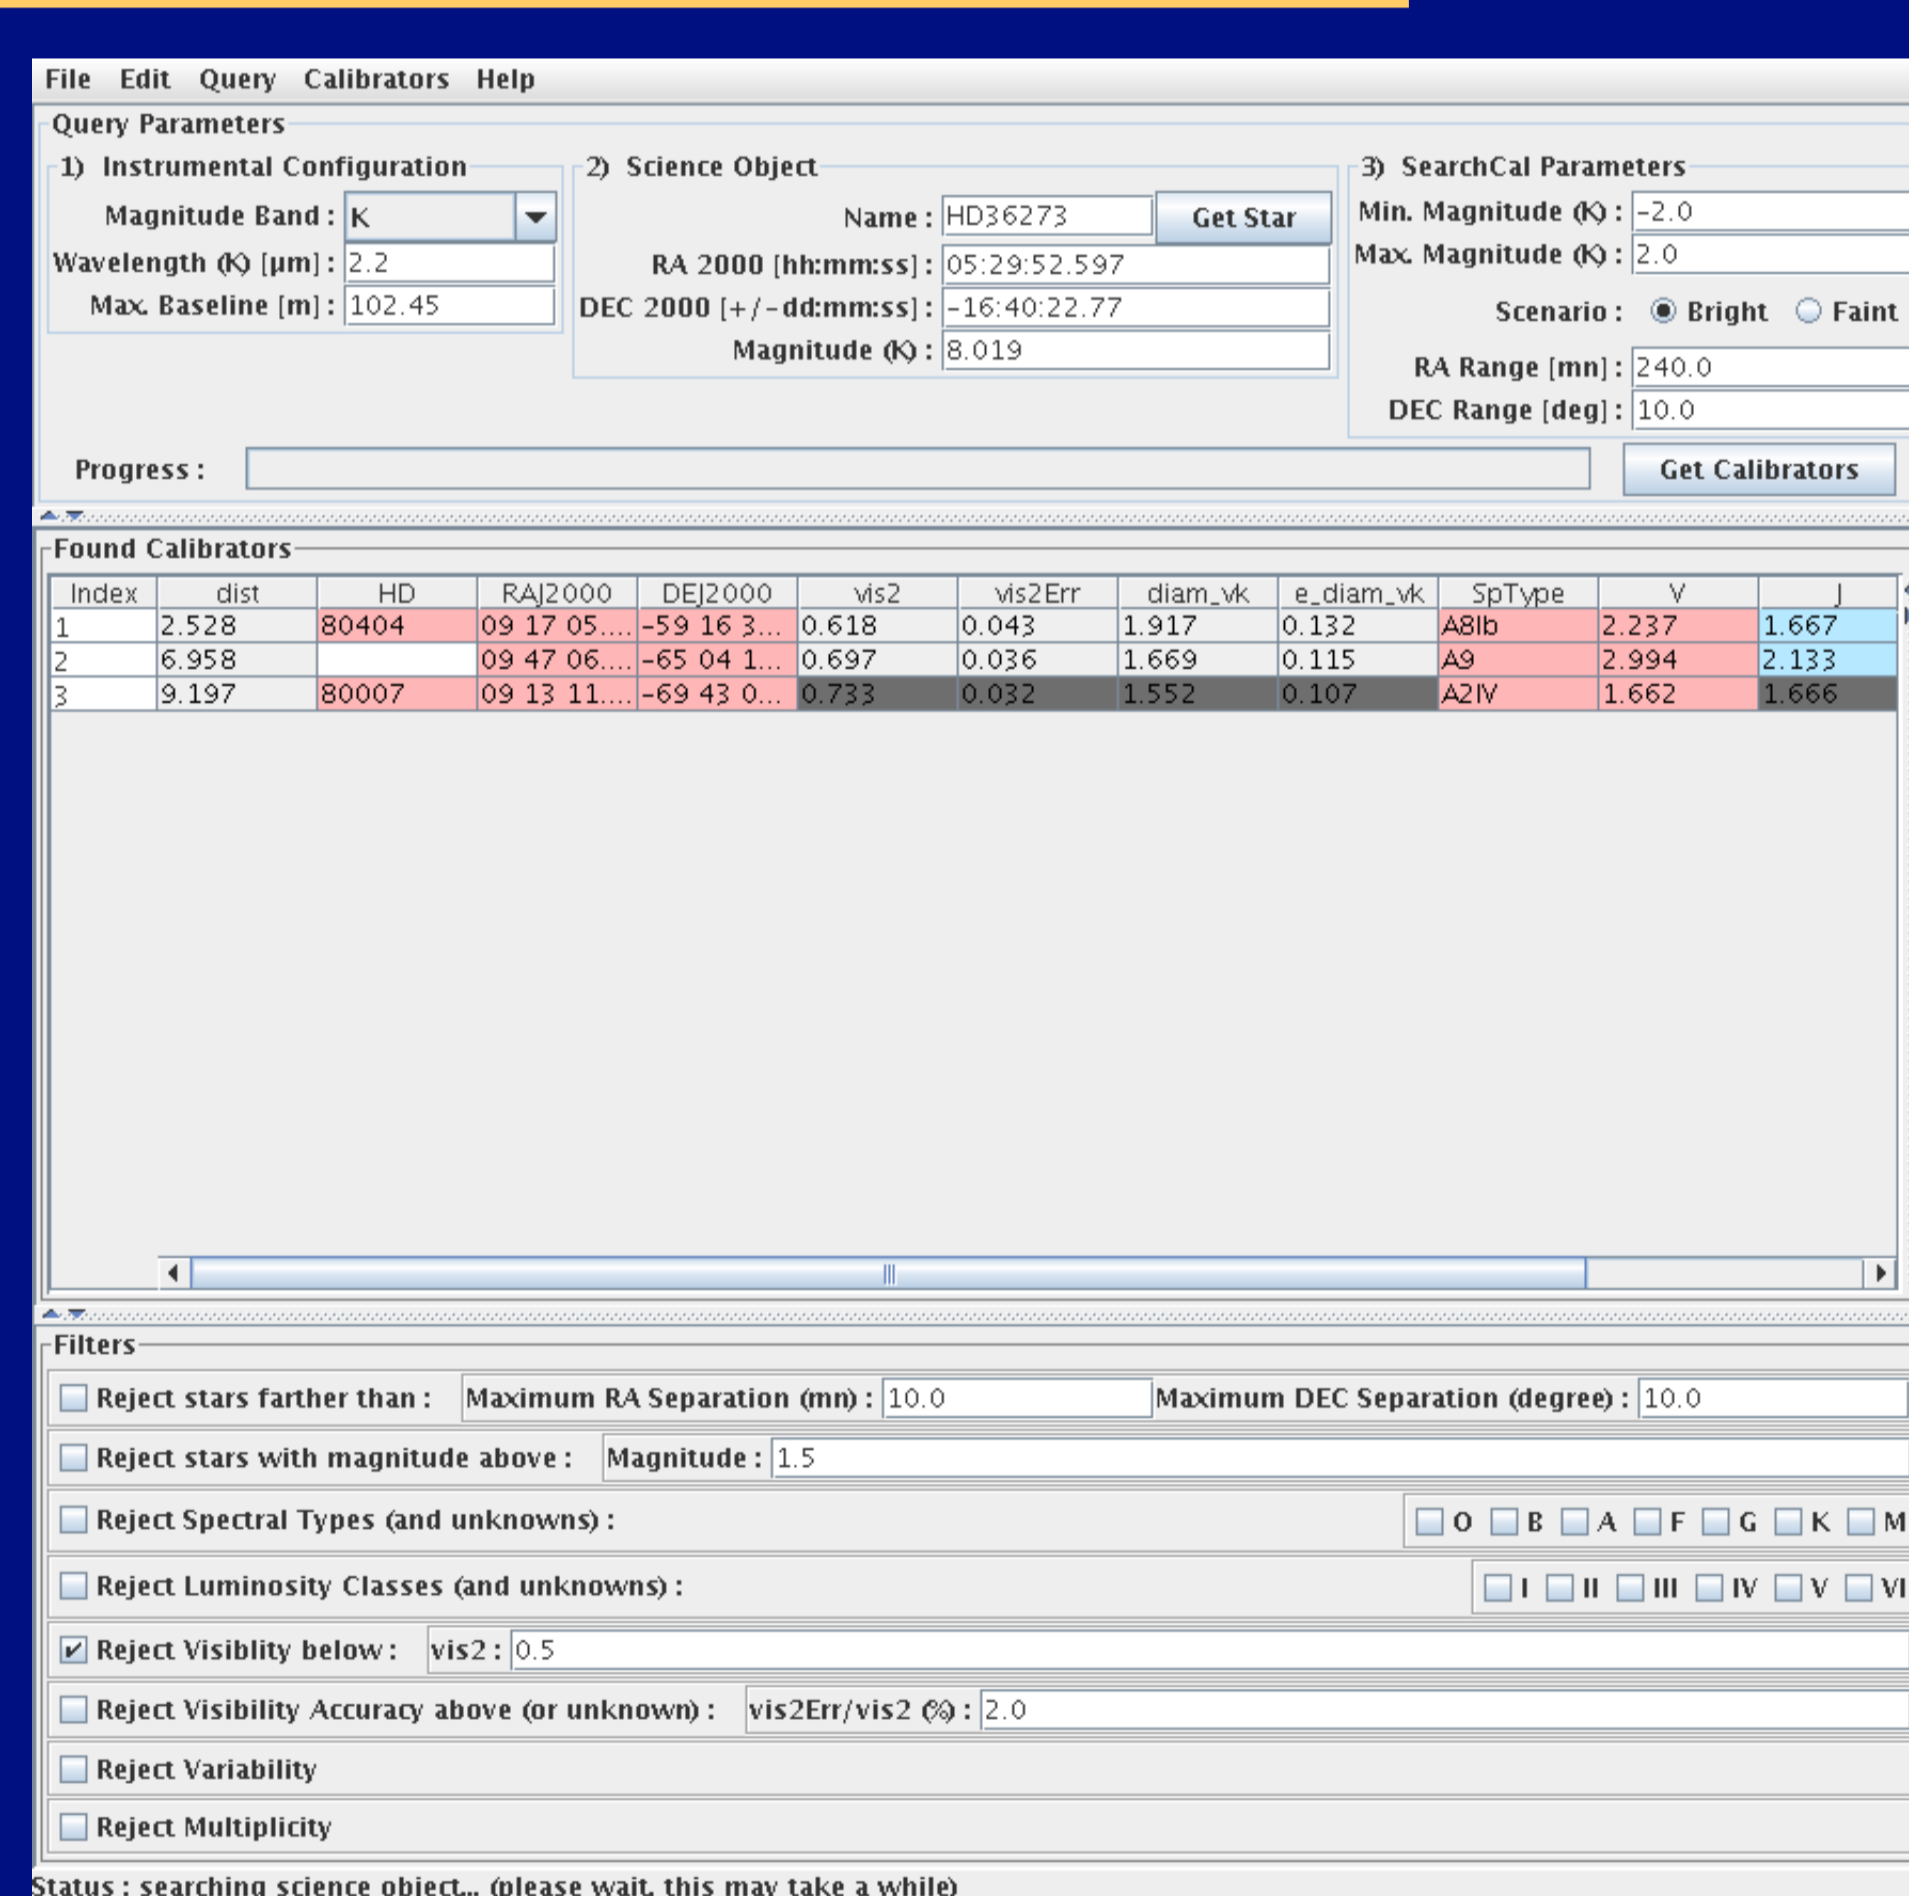 File Edit Query Calibrators Help
Query Parameters
1) Instrumental Configuration
Magnitude Band : K
Wavelength (K) [µm] : 2.2
Max. Baseline [m] : 102.45
2) Science Object
Name : HD36273 Get Star
RA 2000 [hh:mm:ss] : 05:29:52.597
DEC 2000 [+/-dd:mm:ss] : -16:40:22.77
Magnitude (K) : 8.019
3) SearchCal Parameters
Min. Magnitude (K) : -2.0
Max. Magnitude (K) : 2.0
Scenario : Bright Faint
RA Range [mn] : 240.0
DEC Range [deg] : 10.0
Progress : Get Calibrators
Found Calibrators
Index dist HD RAJ2000 DEJ2000 vis2 vis2Err diam_vk e_diam_vk SpType V J
1 2.528 80404 09 17 05.... -59 16 3... 0.618 0.043 1.917 0.132 A8Ib 2.237 1.667
2 6.958 09 47 06.... -65 04 1... 0.697 0.036 1.669 0.115 A9 2.994 2.133
3 9.197 80007 09 13 11.... -69 43 0... 0.733 0.032 1.552 0.107 A2IV 1.662 1.666
Filters
Reject stars farther than : Maximum RA Separation (mn) : 10.0 Maximum DEC Separation (degree) : 10.0
Reject stars with magnitude above : Magnitude : 1.5
Reject Spectral Types (and unknowns) : O B A F G K M
Reject Luminosity Classes (and unknowns) : I II III IV V VI
Reject Visiblity below : vis2 : 0.5
Reject Visibility Accuracy above (or unknown) : vis2Err/vis2 (%) : 2.0
Reject Variability
Reject Multiplicity
Status : searching science object... (please wait, this may take a while)